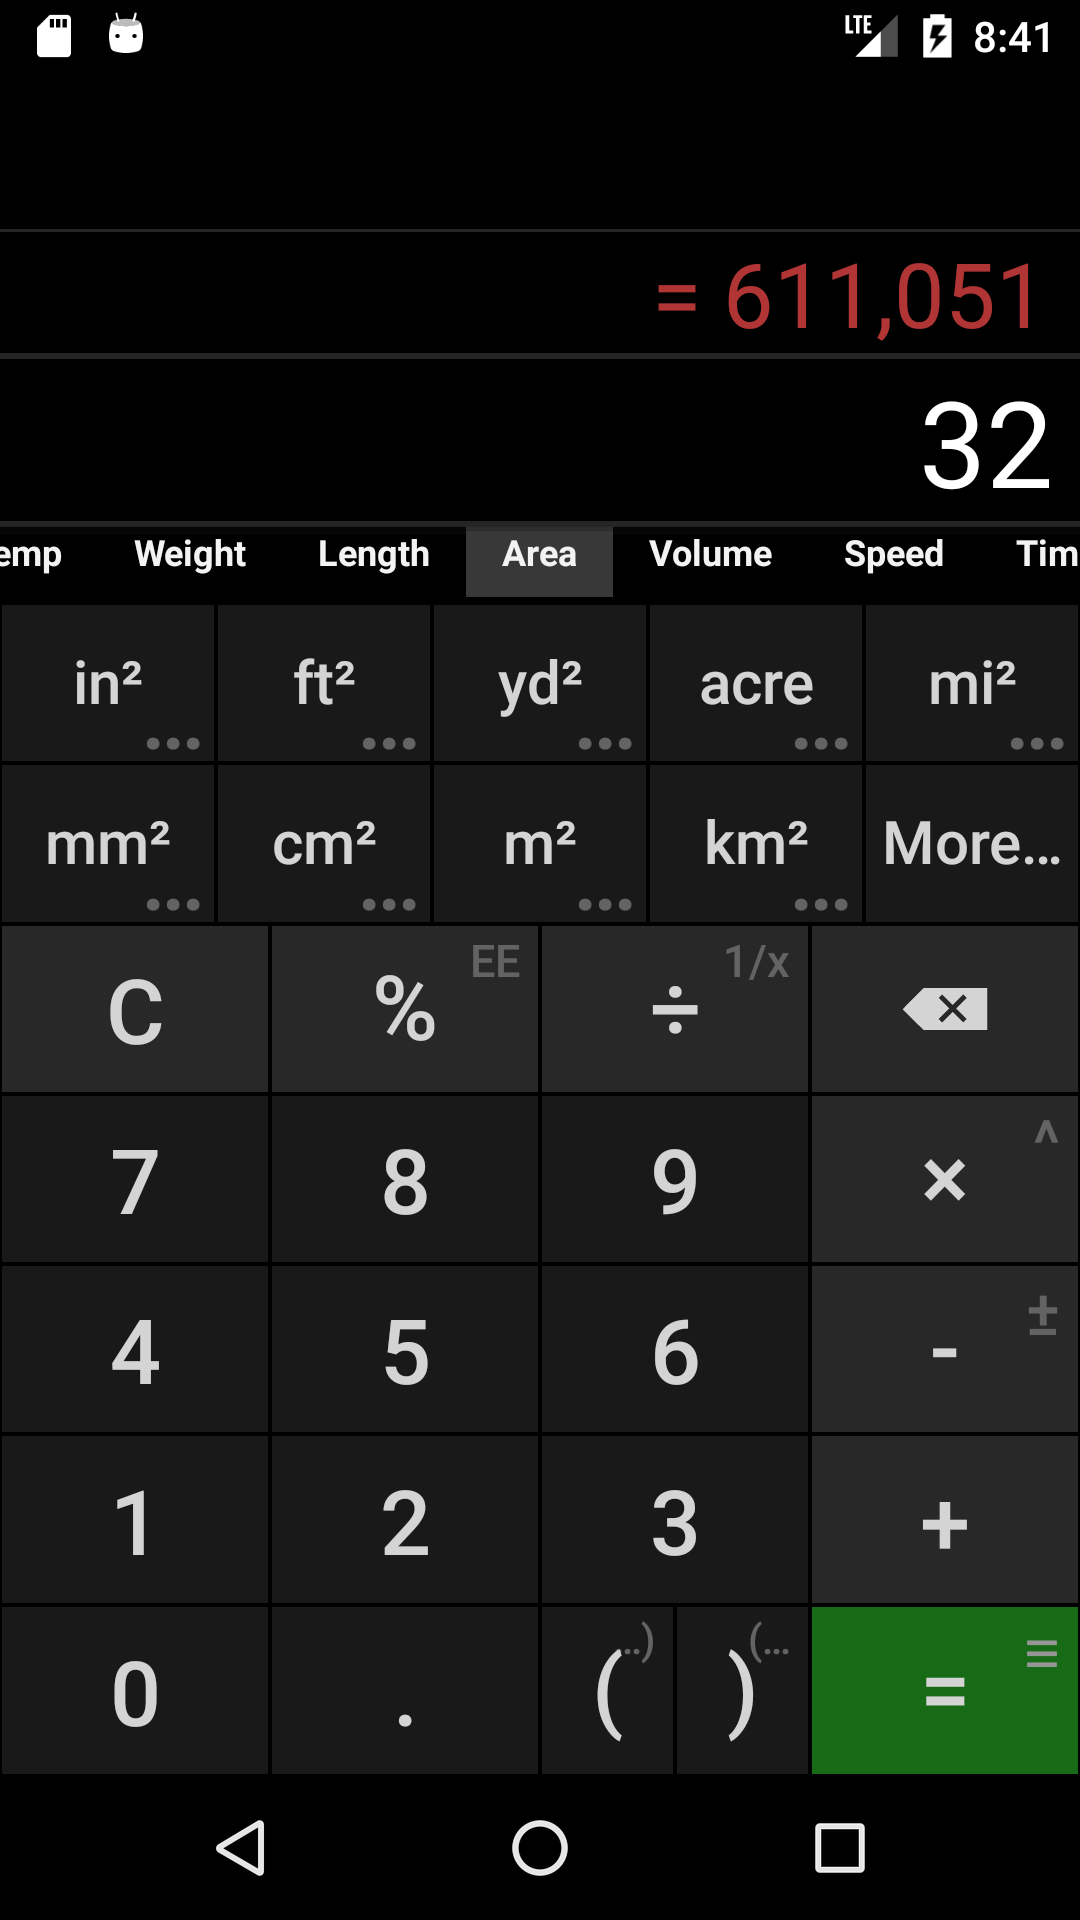 LTE 8:41
= 611,051
32
emp Weight Length Area Volume Speed Tim
in² ft² yd² acre mi²
mm² cm² m² km² More...
C % EE ÷ 1/x
7 8 9 × ^
4 5 6 - ±
1 2 3 +
0 . ( ..) ) (... =